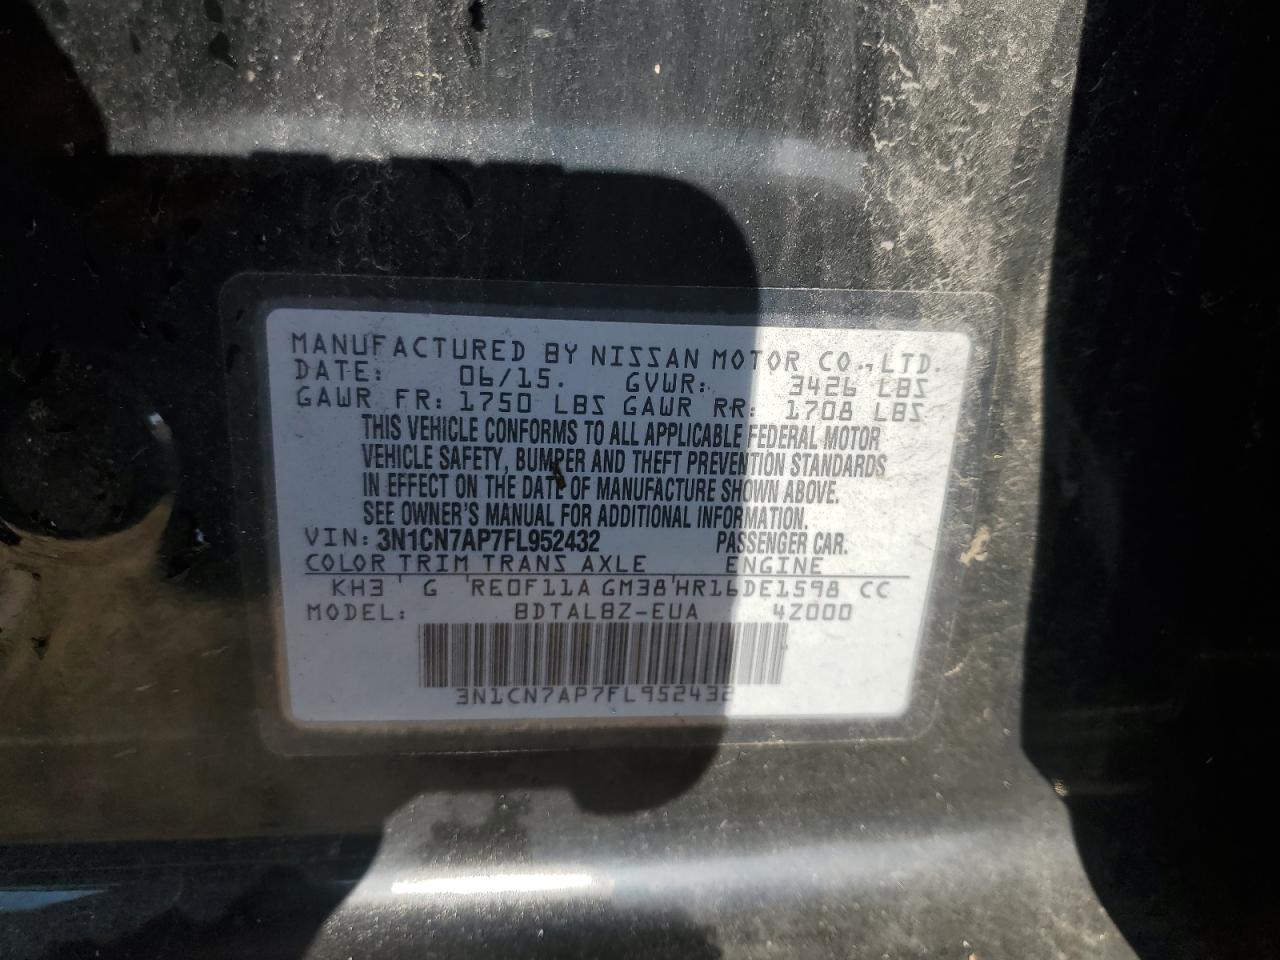 MANUFACTURED BY NISSAN MOTOR CO.,LTD.
DATE: 06/15. GVWR: 3426 LBS
GAWR FR: 1750 LBS GAWR RR: 1708 LBS
THIS VEHICLE CONFORMS TO ALL APPLICABLE FEDERAL MOTOR
VEHICLE SAFETY, BUMPER AND THEFT PREVENTION STANDARDS
IN EFFECT ON THE DATE OF MANUFACTURE SHOWN ABOVE.
SEE OWNER'S MANUAL FOR ADDITIONAL INFORMATION.
VIN: 3N1CN7AP7FL952432 PASSENGER CAR.
COLOR TRIM TRANS AXLE ENGINE
KH3 ' G 'RE0F11A GM38'HR16DE1598 CC
MODEL: BDTALBZ-EUA 4Z000
3N1CN7AP7FL952432